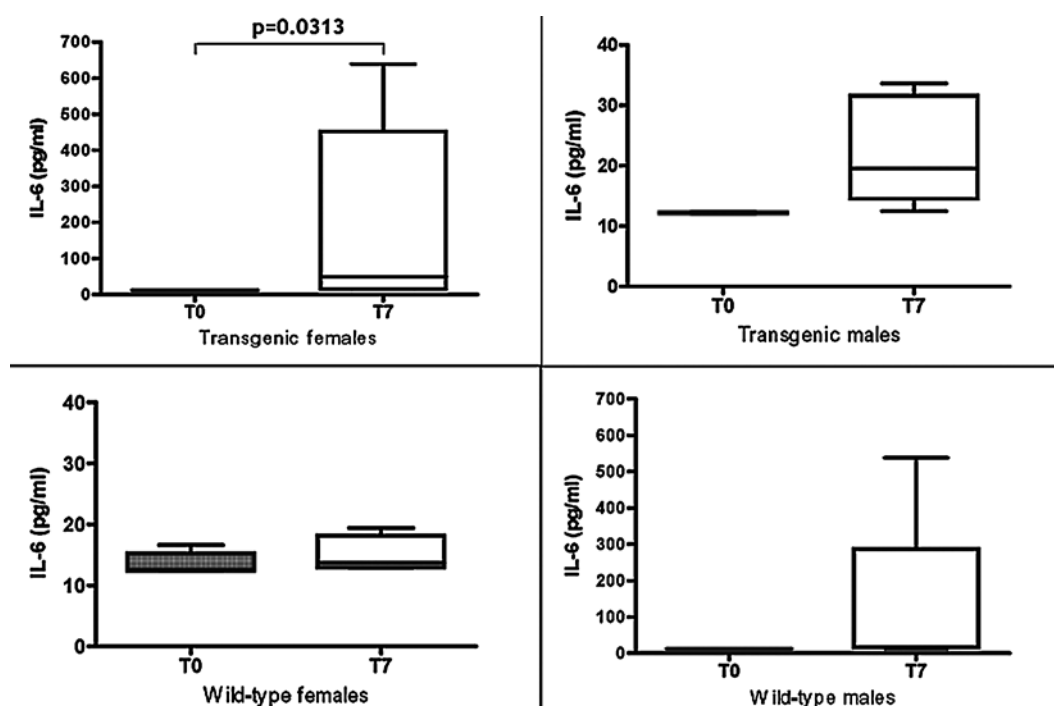 p=0.0313
700
600
500
400
300
200
100
0
IL-6 (pg/ml)
T0
T7
Transgenic females
40
30
20
10
0
IL-6 (pg/ml)
T0
T7
Transgenic males
40
30
20
10
0
IL-6 (pg/ml)
T0
T7
Wild-type females
700
600
500
400
300
200
100
0
IL-6 (pg/ml)
T0
T7
Wild-type males